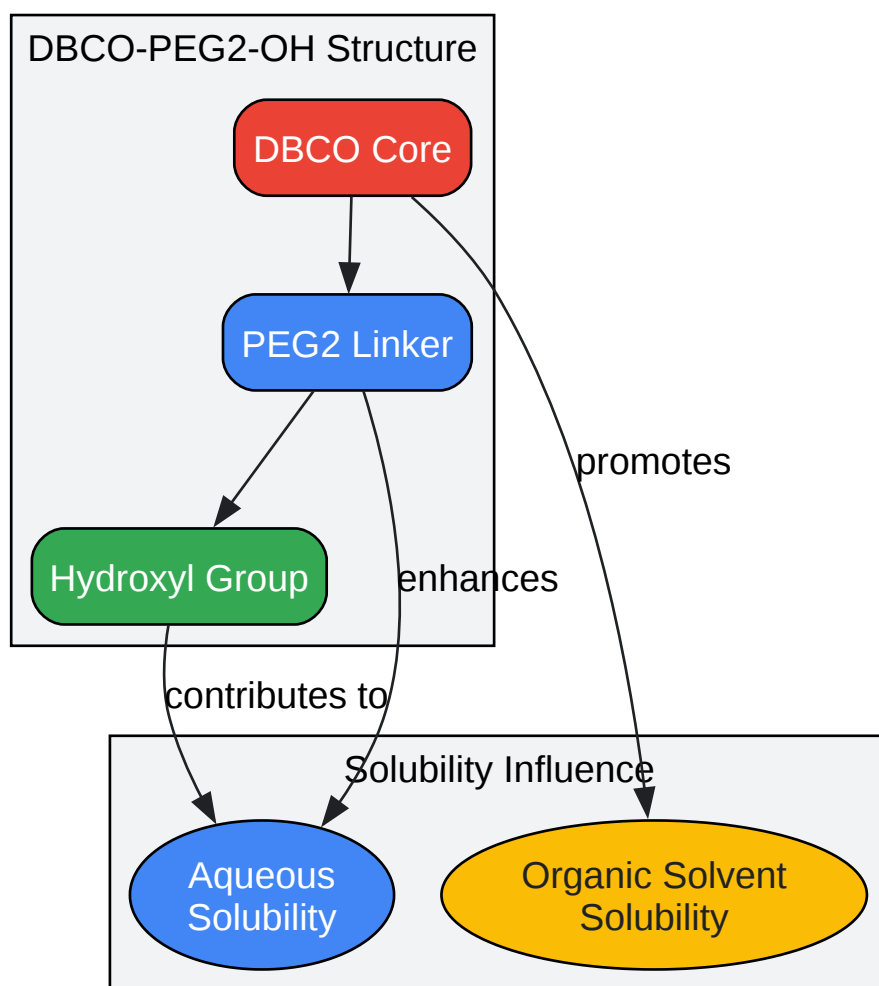 DBCO-PEG2-OH Structure
DBCO Core
PEG2 Linker
promotes
Hydroxyl Group
enhances
contributes to
Solubility Influence
Aqueous
Solubility
Organic Solvent
Solubility